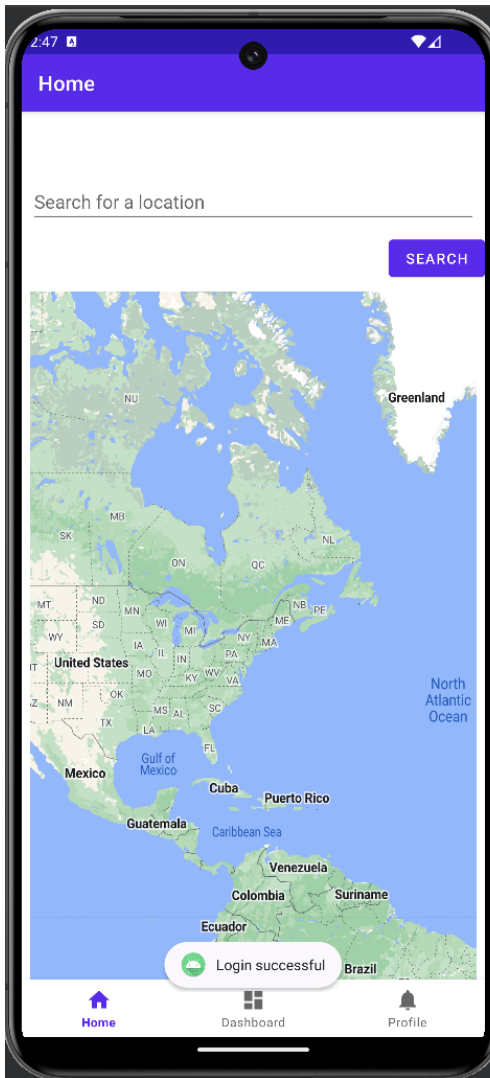 2:47
Home
Search for a location
SEARCH
Greenland
NU
MB
SK
ON
QC
NL
MT
ND
MN
NB
PE
ME
SD
WI
MI
WY
NY
MA
IA
IL
IN
PA
United States
MO
KY
WV
VA
OK
NM
TX
MS
AL
SC
LA
FL
North
Atlantic
Ocean
Gulf of
Mexico
Mexico
Cuba
Puerto Rico
Guatemala
Caribbean Sea
Venezuela
Colombia
Suriname
Ecuador
Login successful
Brazil
Home
Dashboard
Profile